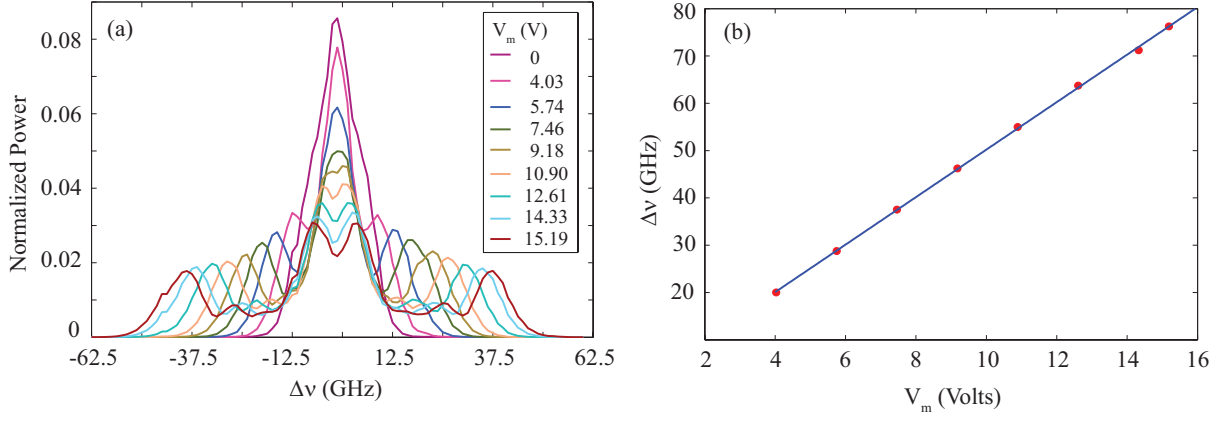 (a)
V_m (V)
0
4.03
5.74
7.46
9.18
10.90
12.61
14.33
15.19
0.08
0.06
0.04
0.02
0
Normalized Power
-62.5 -37.5 -12.5 12.5 37.5 62.5
Δν (GHz)
(b)
80
70
60
50
40
30
20
Δν (GHz)
2 4 6 8 10 12 14 16
V_m (Volts)